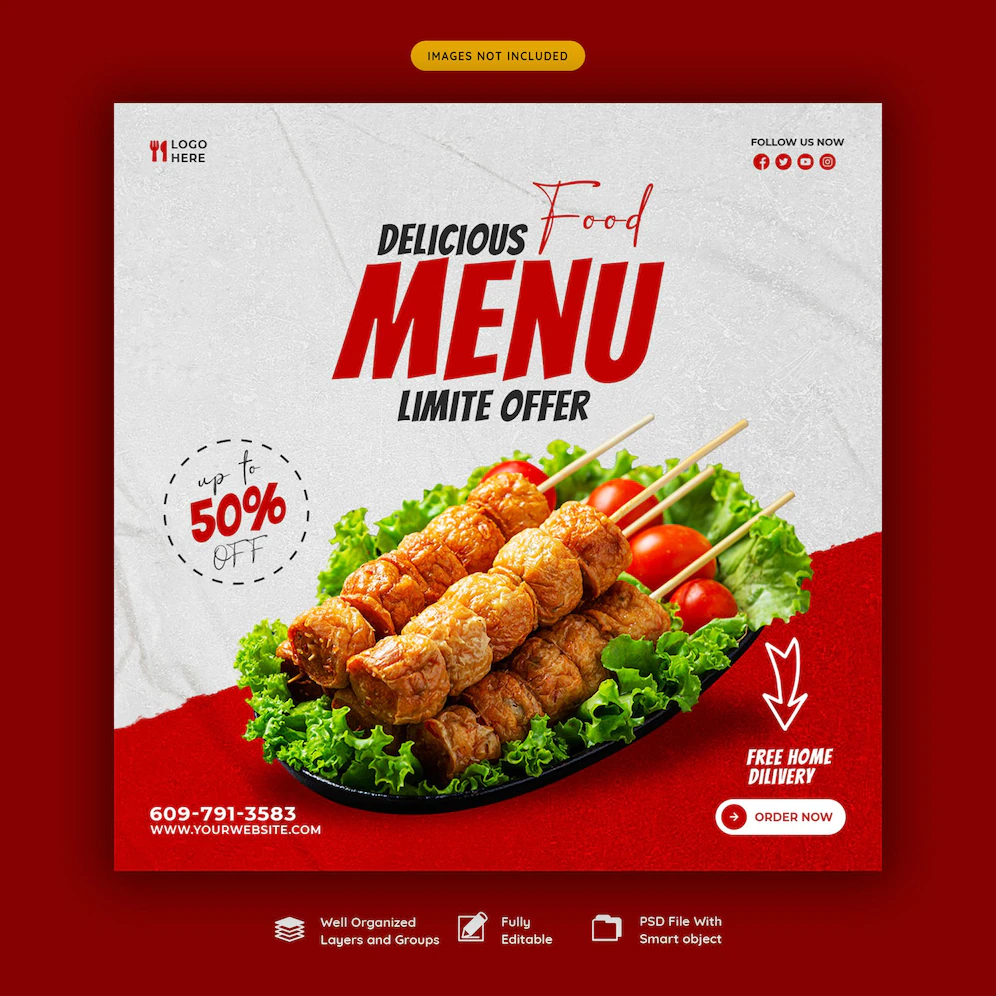 IMAGES NOT INCLUDED
LOGO
HERE
FOLLOW US NOW
DELICIOUS Food
MENU
LIMITE OFFER
up to
50%
OFF
FREE HOME
DILIVERY
ORDER NOW
609-791-3583
WWW.YOURWEBSITE.COM
Well Organized
Layers and Groups
Fully
Editable
PSD File With
Smart object